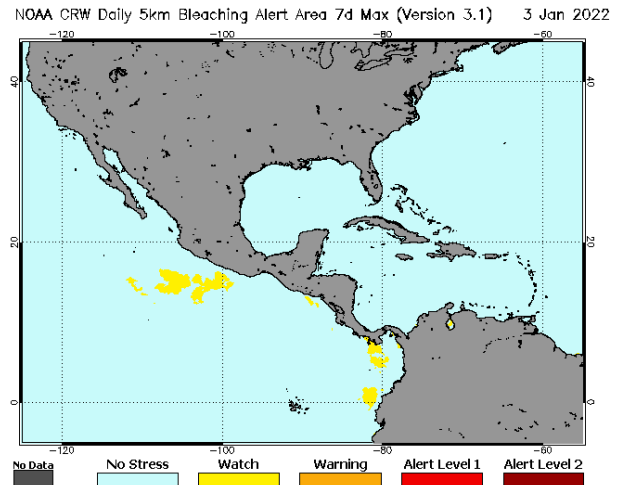 NOAA CRW Daily 5km Bleaching Alert Area 7d Max (Version 3.1) 3 Jan 2022
-120 -100 -80 -60
40 40
20 20
0 0
-120 -100 -80 -60
No Data No Stress Watch Warning Alert Level 1 Alert Level 2